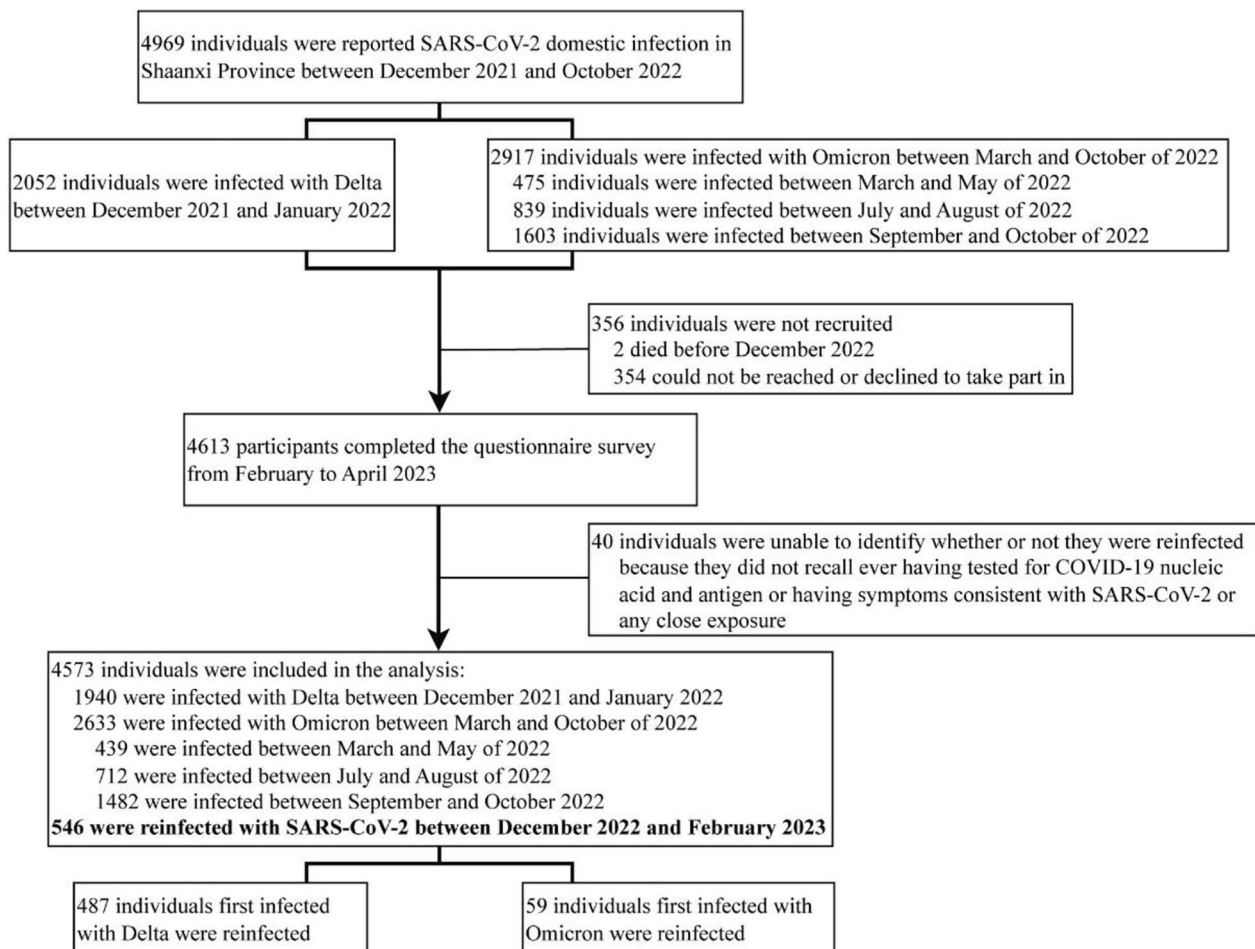 4969 individuals were reported SARS-CoV-2 domestic infection in
Shaanxi Province between December 2021 and October 2022
2052 individuals were infected with Delta
between December 2021 and January 2022
2917 individuals were infected with Omicron between March and October of 2022
475 individuals were infected between March and May of 2022
839 individuals were infected between July and August of 2022
1603 individuals were infected between September and October of 2022
356 individuals were not recruited
2 died before December 2022
354 could not be reached or declined to take part in
4613 participants completed the questionnaire survey
from February to April 2023
40 individuals were unable to identify whether or not they were reinfected
because they did not recall ever having tested for COVID-19 nucleic
acid and antigen or having symptoms consistent with SARS-CoV-2 or
any close exposure
4573 individuals were included in the analysis:
1940 were infected with Delta between December 2021 and January 2022
2633 were infected with Omicron between March and October of 2022
439 were infected between March and May of 2022
712 were infected between July and August of 2022
1482 were infected between September and October 2022
546 were reinfected with SARS-CoV-2 between December 2022 and February 2023
487 individuals first infected
with Delta were reinfected
59 individuals first infected with
Omicron were reinfected